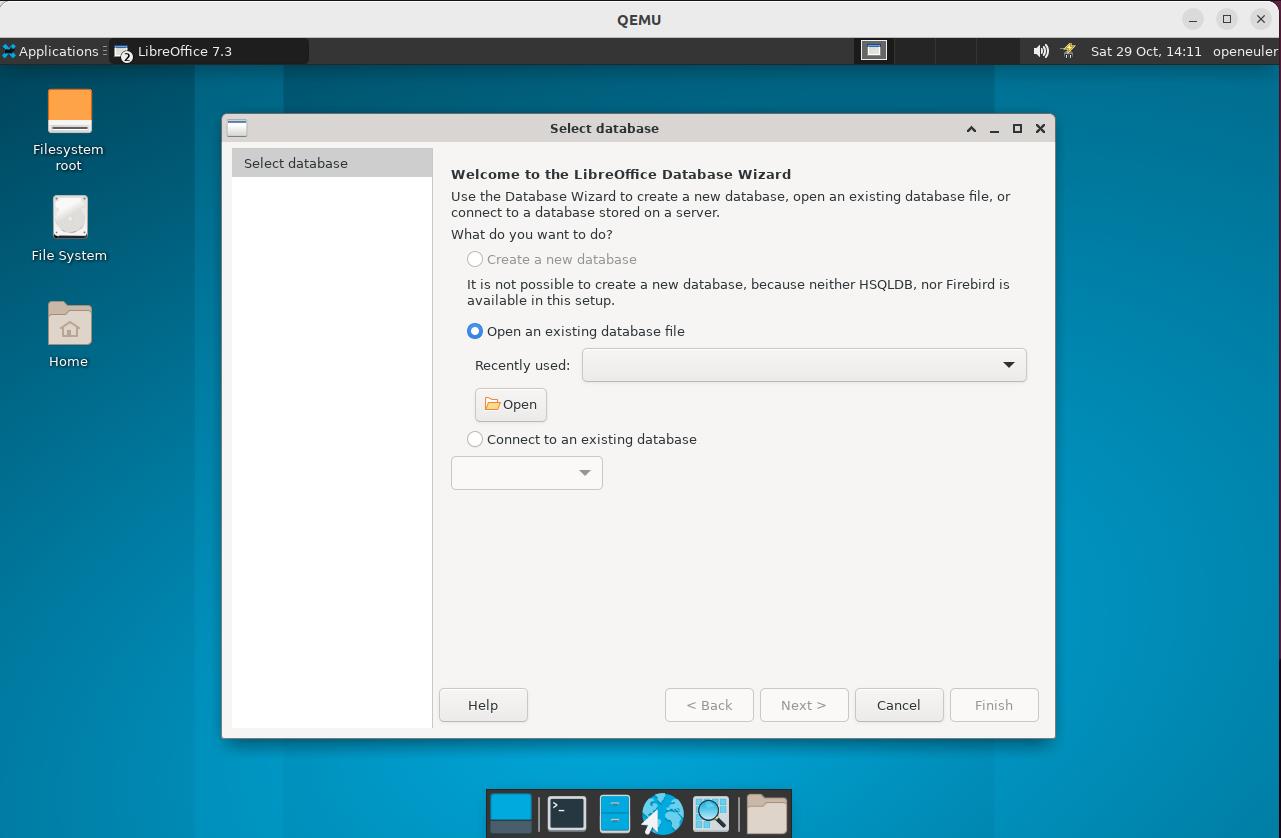 QEMU
Applications
2
LibreOffice 7.3
Sat 29 Oct, 14:11
openeuler
Filesystem
root
File System
Home
Select database
Select database
Welcome to the LibreOffice Database Wizard
Use the Database Wizard to create a new database, open an existing database file, or
connect to a database stored on a server.
What do you want to do?
Create a new database
It is not possible to create a new database, because neither HSQLDB, nor Firebird is
available in this setup.
Open an existing database file
Recently used:
Open
Connect to an existing database
Help
< Back
Next >
Cancel
Finish
>_